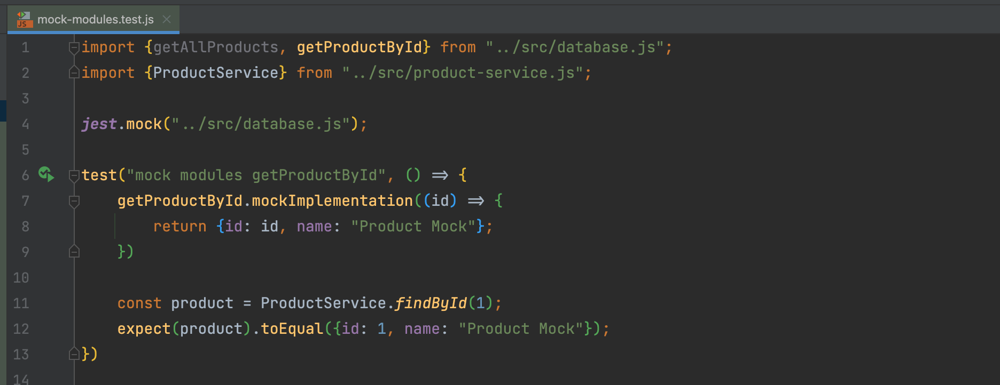 JS mock-modules.test.js
1 import {getAllProducts, getProductById} from "../src/database.js";
2 import {ProductService} from "../src/product-service.js";
3
4 jest.mock("../src/database.js");
5
6 test("mock modules getProductById", () => {
7 getProductById.mockImplementation((id) => {
8 return {id: id, name: "Product Mock"};
9 })
10
11 const product = ProductService.findById(1);
12 expect(product).toEqual({id: 1, name: "Product Mock"});
13 })
14